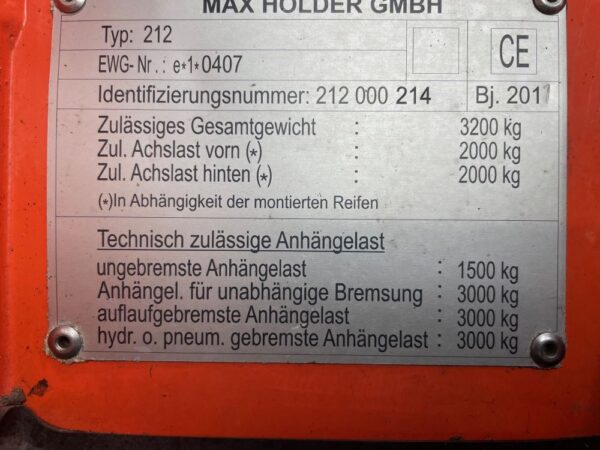 MAX HOLDER GMBH
Typ: 212
CE
EWG- Nr . : e*1*0407
Identifizierungsnummer: 212 000 214 Bj. 2011
Zulässiges Gesamtgewicht : 3200 kg
Zul. Achslast vorn (*) : 2000 kg
Zul. Achslast hinten (*) : 2000 kg
(*)In Abhängigkeit der montierten Reifen
Technisch zulässige Anhängelast
ungebremste Anhängelast : 1500 kg
Anhängel. für unabhängige Bremsung : 3000 kg
auflaufgebremste Anhängelast : 3000 kg
hydr. o. pneum. gebremste Anhängelast : 3000 kg